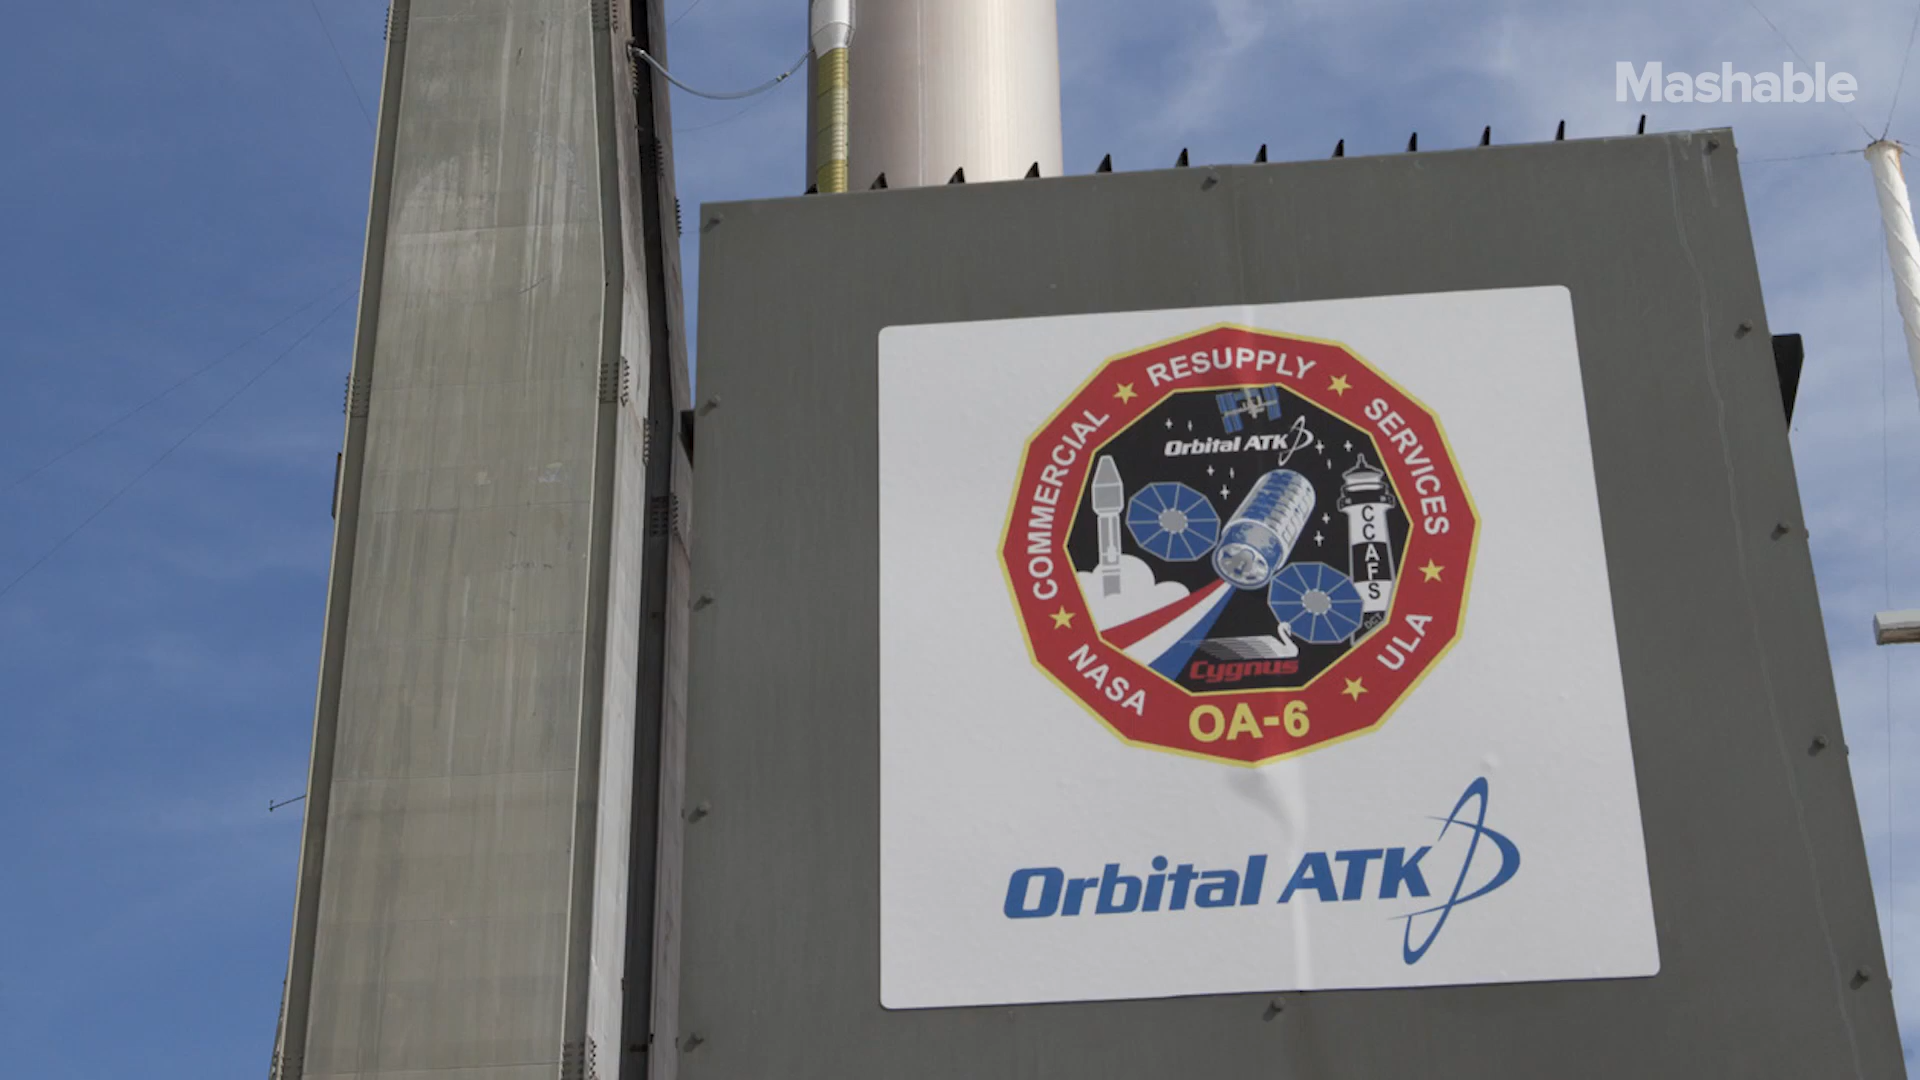 Mashable
COMMERCIAL
RESUPPLY
SERVICES
Orbital ATK
CCAFS
NASA
Cygnus
ULA
OA-6
Orbital ATK